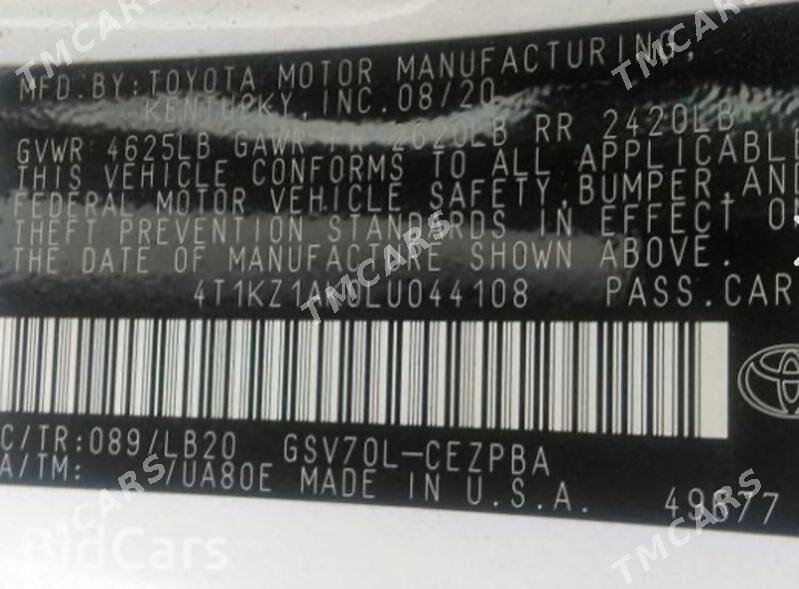 MFD.BY:TOYOTA MOTOR MANUFACTURING,
KENTUCKY, INC.08/20
GVWR 4625LB GAWR FR 2620LB RR 2420LB
THIS VEHICLE CONFORMS TO ALL APPLICABLE
FEDERAL MOTOR VEHICLE SAFETY,BUMPER,AND
THEFT PREVENTION STANDARDS IN EFFECT ON
THE DATE OF MANUFACTURE SHOWN ABOVE.
PASS.CAR
C/TR:089/LB20 GSV70L-CEZPBA
A/TM: /UA80E MADE IN U.S.A.
TMCARS
TMCARS
TMCARS
TMCARS
TMCARS
BidCars